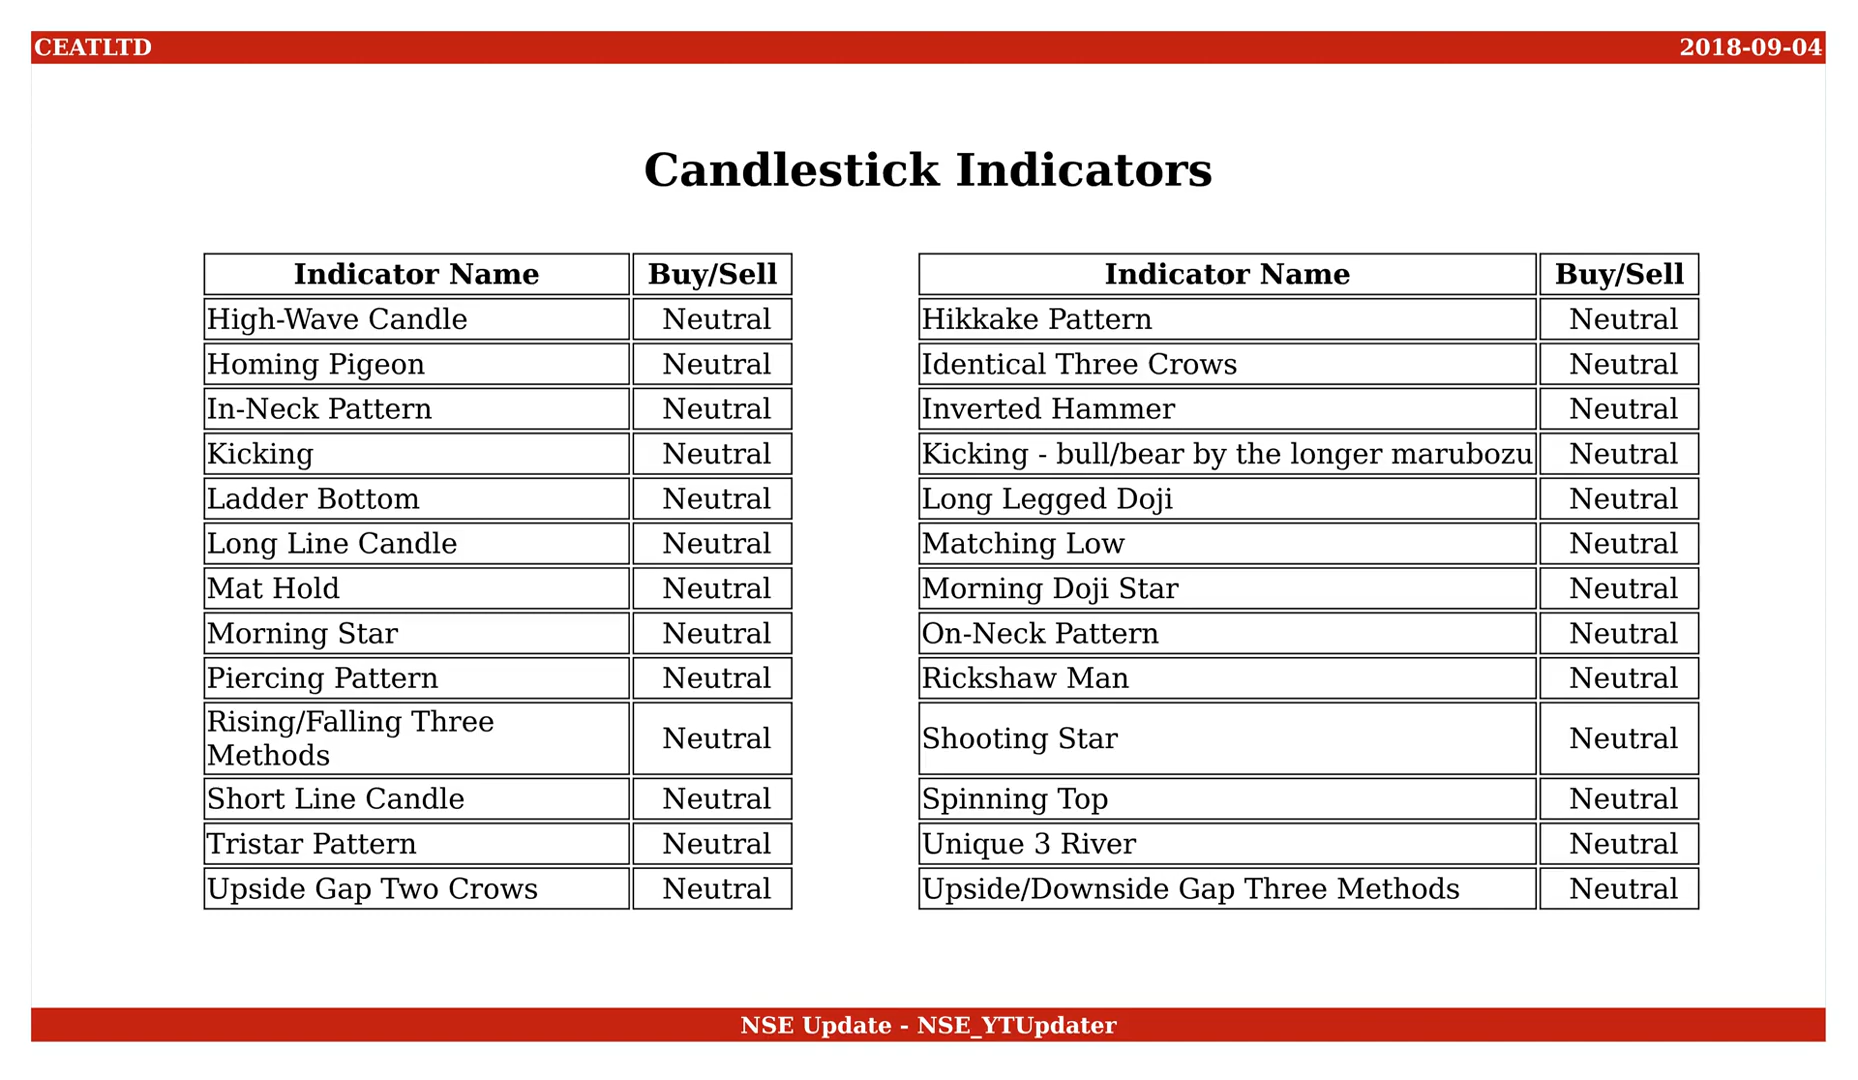 CEATLTD
2018-09-04
Candlestick Indicators
Indicator Name Buy/Sell
High-Wave Candle Neutral
Homing Pigeon Neutral
In-Neck Pattern Neutral
Kicking Neutral
Ladder Bottom Neutral
Long Line Candle Neutral
Mat Hold Neutral
Morning Star Neutral
Piercing Pattern Neutral
Rising/Falling Three
Methods Neutral
Short Line Candle Neutral
Tristar Pattern Neutral
Upside Gap Two Crows Neutral
Indicator Name Buy/Sell
Hikkake Pattern Neutral
Identical Three Crows Neutral
Inverted Hammer Neutral
Kicking - bull/bear by the longer marubozu Neutral
Long Legged Doji Neutral
Matching Low Neutral
Morning Doji Star Neutral
On-Neck Pattern Neutral
Rickshaw Man Neutral
Shooting Star Neutral
Spinning Top Neutral
Unique 3 River Neutral
Upside/Downside Gap Three Methods Neutral
NSE Update - NSE_YTUpdater